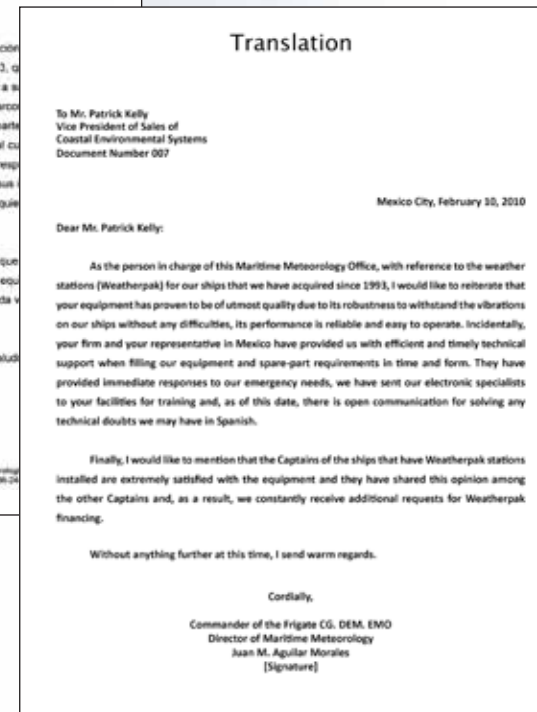 Translation
To Mr. Patrick Kelly
Vice President of Sales of
Coastal Environmental Systems
Document Number 007
Mexico City, February 10, 2010
Dear Mr. Patrick Kelly:
As the person in charge of this Maritime Meteorology Office, with reference to the weather
stations (Weatherpak) for our ships that we have acquired since 1993, I would like to reiterate that
your equipment has proven to be of utmost quality due to its robustness to withstand the vibrations
on our ships without any difficulties, its performance is reliable and easy to operate. Incidentally,
your firm and your representative in Mexico have provided us with efficient and timely technical
support when filling our equipment and spare-part requirements in time and form. They have
provided immediate responses to our emergency needs, we have sent our electronic specialists
to your facilities for training and, as of this date, there is open communication for solving any
technical doubts we may have in Spanish.
Finally, I would like to mention that the Captains of the ships that have Weatherpak stations
installed are extremely satisfied with the equipment and they have shared this opinion among
the other Captains and, as a result, we constantly receive additional requests for Weatherpak
financing.
Without anything further at this time, I send warm regards.
Cordially,
Commander of the Frigate CG. DEM. EMO
Director of Maritime Meteorology
Juan M. Aguilar Morales
[Signature]